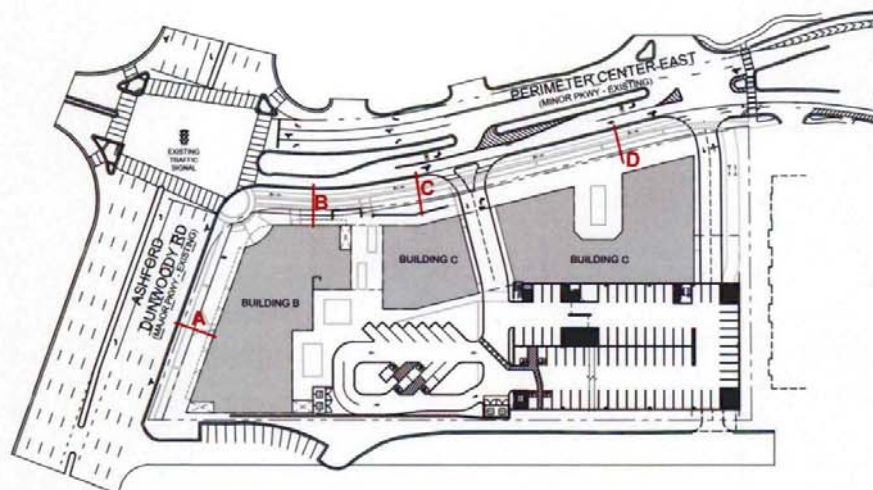 PERIMETER CENTER EAST
(MINOR PKWY - EXISTING)
EXISTING
TRAFFIC
SIGNAL
ASHFORD
DUNWOODY RD
(MAJOR PKWY - EXISTING)
A
B
C
D
BUILDING B
BUILDING C
BUILDING C